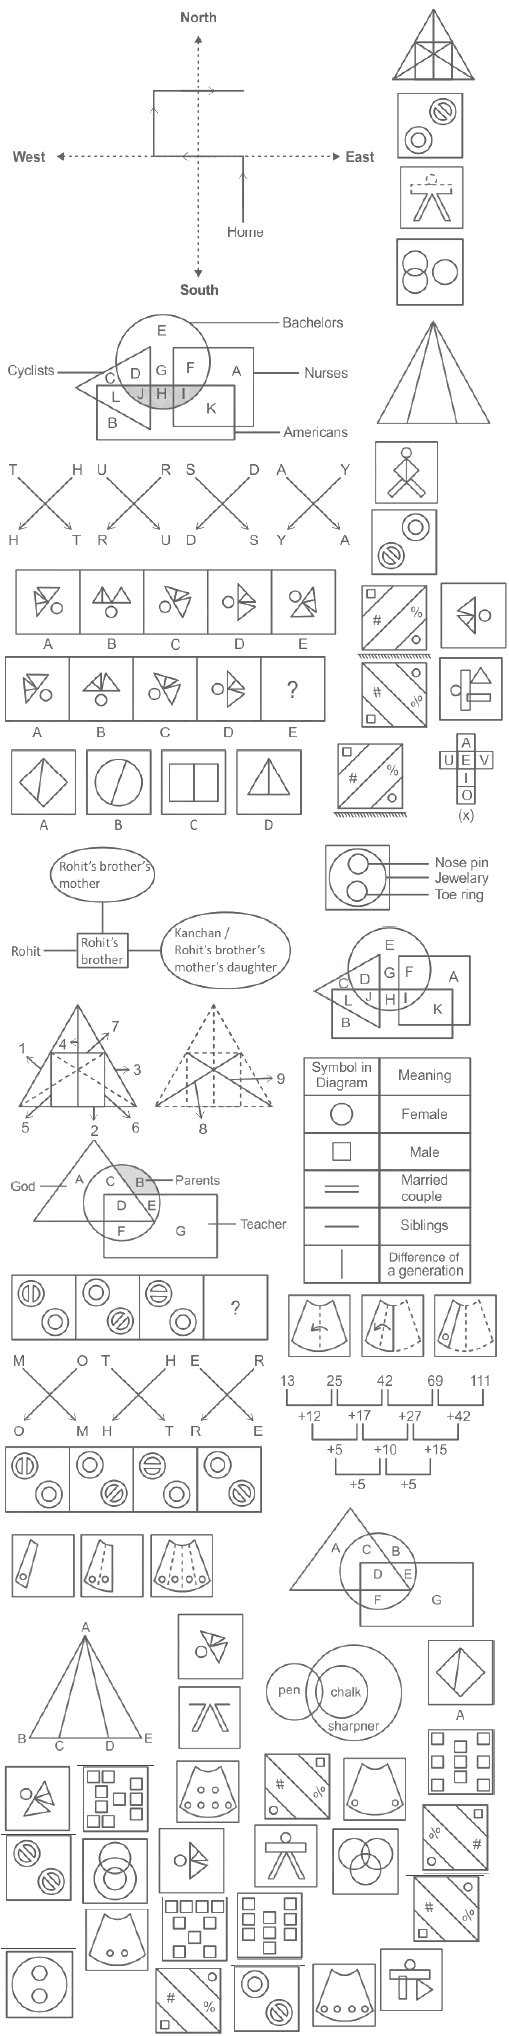 North
West
East
Home
South
Bachelors
Cyclists
Nurses
Americans
E
C D G F A
L J H I K
B
T H U R S D A Y
H T R U D S Y A
A B C D E
?
A B C D E
# %
# %
# %
A
U E V
I
O
(x)
A B C D
Rohit's brother's
mother
Rohit
Rohit's
brother
Kanchan /
Rohit's brother's
mother's daughter
Nose pin
Jewelary
Toe ring
E
C D G F A
L J H I K
B
1 4 7
3
5 2 6
9
8
God
Parents
Teacher
A C B
D E
F G
Symbol in
Diagram
Meaning
Female
Male
Married
couple
Siblings
Difference of
a generation
?
M O T H E R
O M H T R E
13 25 42 69 111
+12 +17 +27 +42
+5 +10 +15
+5 +5
A C B
D E
F G
A
B C D E
pen
chalk
sharpner
A
# %
% #
# %
# %